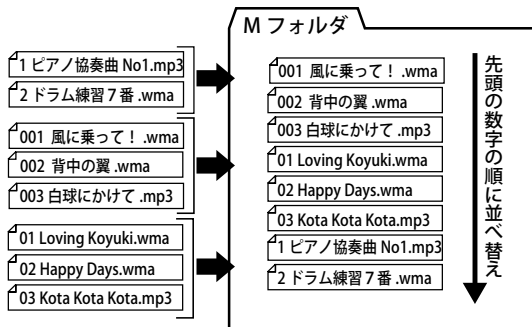 1 ピアノ協奏曲 No1.mp3
2 ドラム練習 7 番 .wma
001 風に乗って! .wma
002 背中の翼 .wma
003 白球にかけて .mp3
01 Loving Koyuki.wma
02 Happy Days.wma
03 Kota Kota Kota.mp3
M フォルダ
001 風に乗って! .wma
002 背中の翼 .wma
003 白球にかけて .mp3
01 Loving Koyuki.wma
02 Happy Days.wma
03 Kota Kota Kota.mp3
1 ピアノ協奏曲 No1.mp3
2 ドラム練習 7 番 .wma
先頭の数字の順に並べ替え